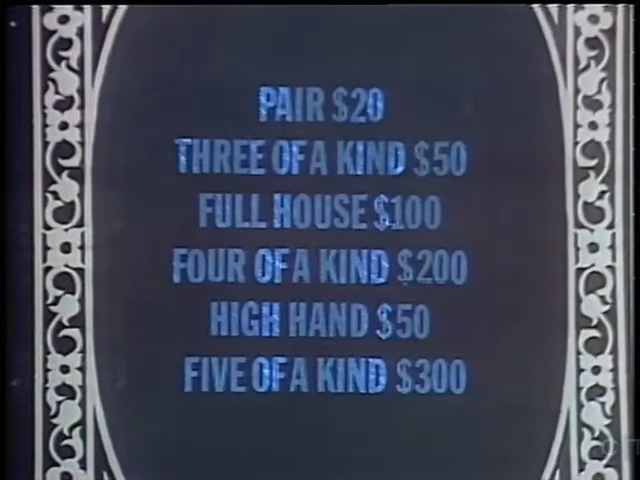 PAIR $20
THREE OF A KIND $50
FULL HOUSE $100
FOUR OF A KIND $200
HIGH HAND $50
FIVE OF A KIND $300